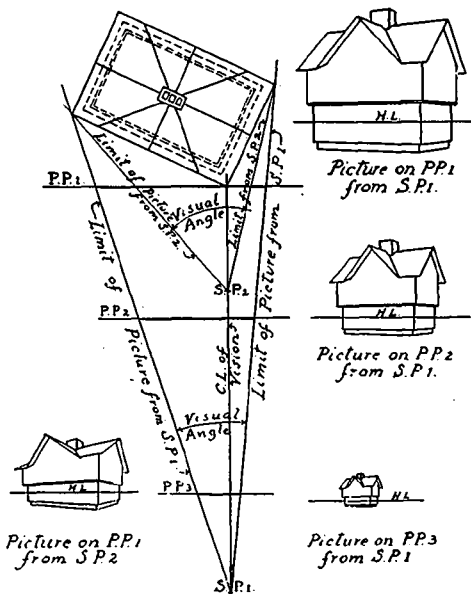 H.L.
Picture on P.P.1
from S.P.1.
P.P.1.
Limit of Picture
from S.P.2
Visual
Angle
Limit from S.P.2
S.P.2
P.P.2
Limit of Picture from S.P.1
C.L. of
Vision
Limit of Picture from S.P.1
H.L.
Picture on P.P.2
from S.P.1.
Visual
Angle
P.P.3
H.L.
Picture on P.P.1
from S.P.2
H.L.
Picture on P.P.3
from S.P.1
S.P.1.